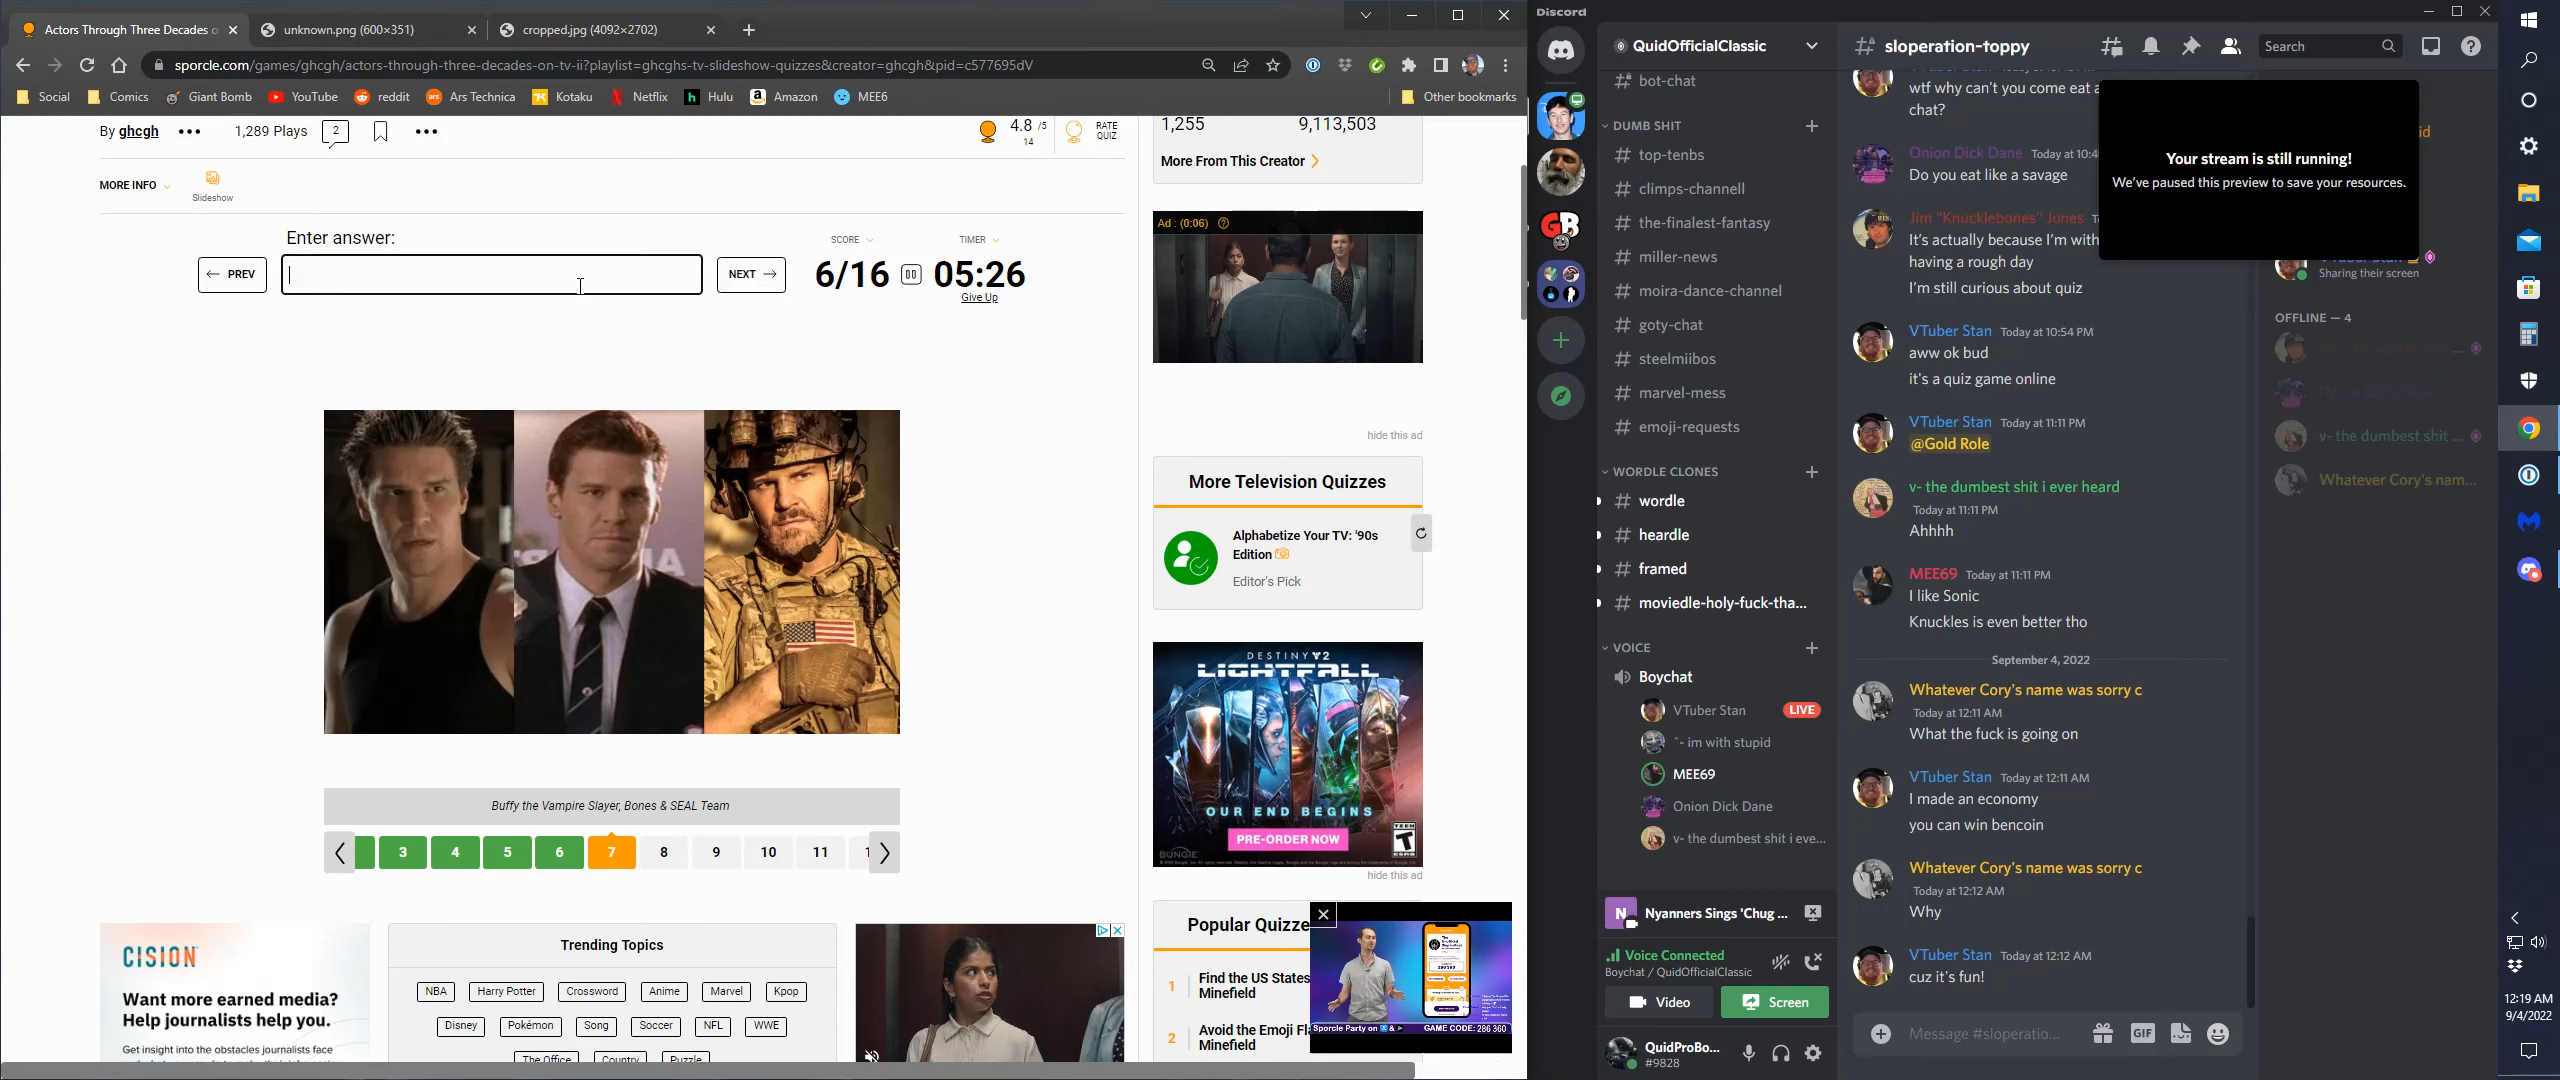 Actors Through Three Decades o
unknown.png (600×351)
cropped.jpg (4092×2702)
sporcle.com/games/ghcgh/actors-through-three-decades-on-tv-ii?playlist=ghcghs-tv-slideshow-quizzes&creator=ghcgh&pid=c577695dV
Social
Comics
Giant Bomb
YouTube
reddit
Ars Technica
Kotaku
Netflix
Hulu
Amazon
MEE6
Other bookmarks
By ghcgh
1,289 Plays
2
4.8 /5
14
RATE
QUIZ
MORE INFO
Slideshow
Enter answer:
PREV
NEXT
SCORE
6/16
TIMER
05:26
Give Up
Buffy the Vampire Slayer, Bones & SEAL Team
3 4 5 6 7 8 9 10 11 1
CISION
Want more earned media?
Help journalists help you.
Get insight into the obstacles journalists face
Trending Topics
NBA Harry Potter Crossword Anime Marvel Kpop
Disney Pokémon Song Soccer NFL WWE
The Office Country Puzzle
1,255
9,113,503
More From This Creator
Ad : (0:06)
hide this ad
More Television Quizzes
Alphabetize Your TV: '90s
Edition
Editor's Pick
DESTINY 2
LIGHTFALL
OUR END BEGINS
PRE-ORDER NOW
BUNGIE
TEEN
T
ESRB
hide this ad
Popular Quizze
1 Find the US States
Minefield
2 Avoid the Emoji Fl
Minefield
Sporcle Party on
GAME CODE: 286 360
Discord
QuidOfficialClassic
bot-chat
DUMB SHIT
top-tenbs
climps-channell
the-finalest-fantasy
miller-news
moira-dance-channel
goty-chat
steelmiibos
marvel-mess
emoji-requests
WORDLE CLONES
wordle
heardle
framed
moviedle-holy-fuck-tha...
VOICE
Boychat
VTuber Stan LIVE
^- im with stupid
MEE69
Onion Dick Dane
v- the dumbest shit i eve...
N
Nyanners Sings 'Chug ...
Voice Connected
Boychat / QuidOfficialClassic
Video
Screen
QuidProBo...
#9828
sloperation-toppy
Search
wtf why can't you come eat a
chat?
Onion Dick Dane Today at 10:4
Do you eat like a savage
Jim "Knucklebones" Jones
It's actually because I'm with
having a rough day
I'm still curious about quiz
VTuber Stan Today at 10:54 PM
aww ok bud
it's a quiz game online
VTuber Stan Today at 11:11 PM
@Gold Role
v- the dumbest shit i ever heard
Today at 11:11 PM
Ahhhh
MEE69 Today at 11:11 PM
I like Sonic
Knuckles is even better tho
September 4, 2022
Whatever Cory's name was sorry c
Today at 12:11 AM
What the fuck is going on
VTuber Stan Today at 12:11 AM
I made an economy
you can win bencoin
Whatever Cory's name was sorry c
Today at 12:12 AM
Why
VTuber Stan Today at 12:12 AM
cuz it's fun!
Message #sloperatio...
GIF
Your stream is still running!
We've paused this preview to save your resources.
id
Sharing their screen
OFFLINE — 4
v- the dumbest shit ...
Whatever Cory's nam...
12:19 AM
9/4/2022